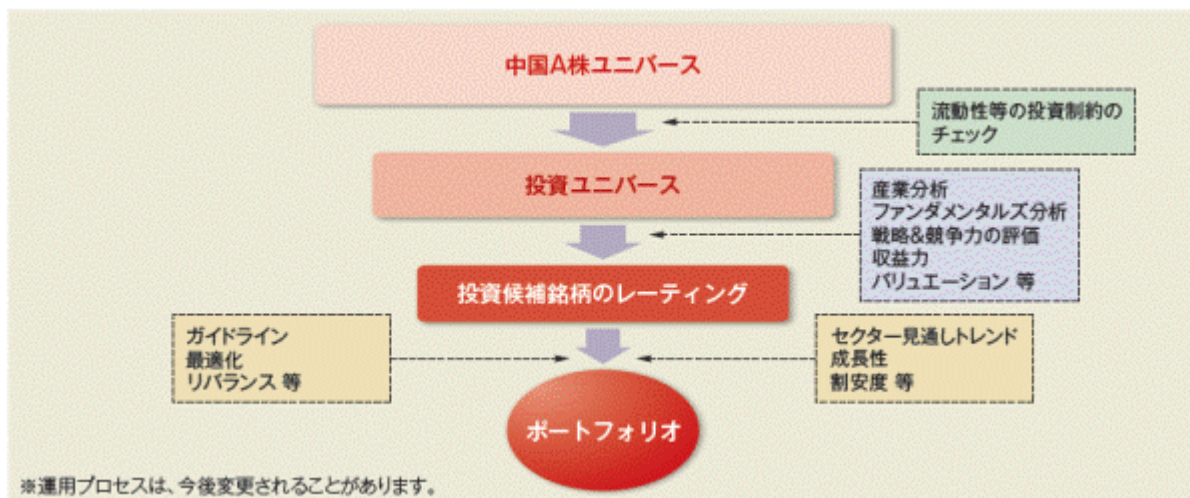 中国A株ユニバース
流動性等の投資制約の
チェック
投資ユニバース
産業分析
ファンダメンタルズ分析
戦略&競争力の評価
収益力
バリュエーション 等
投資候補銘柄のレーティング
ガイドライン
最適化
リバランス 等
セクター見通しトレンド
成長性
割安度 等
ポートフォリオ
※運用プロセスは、今後変更されることがあります。